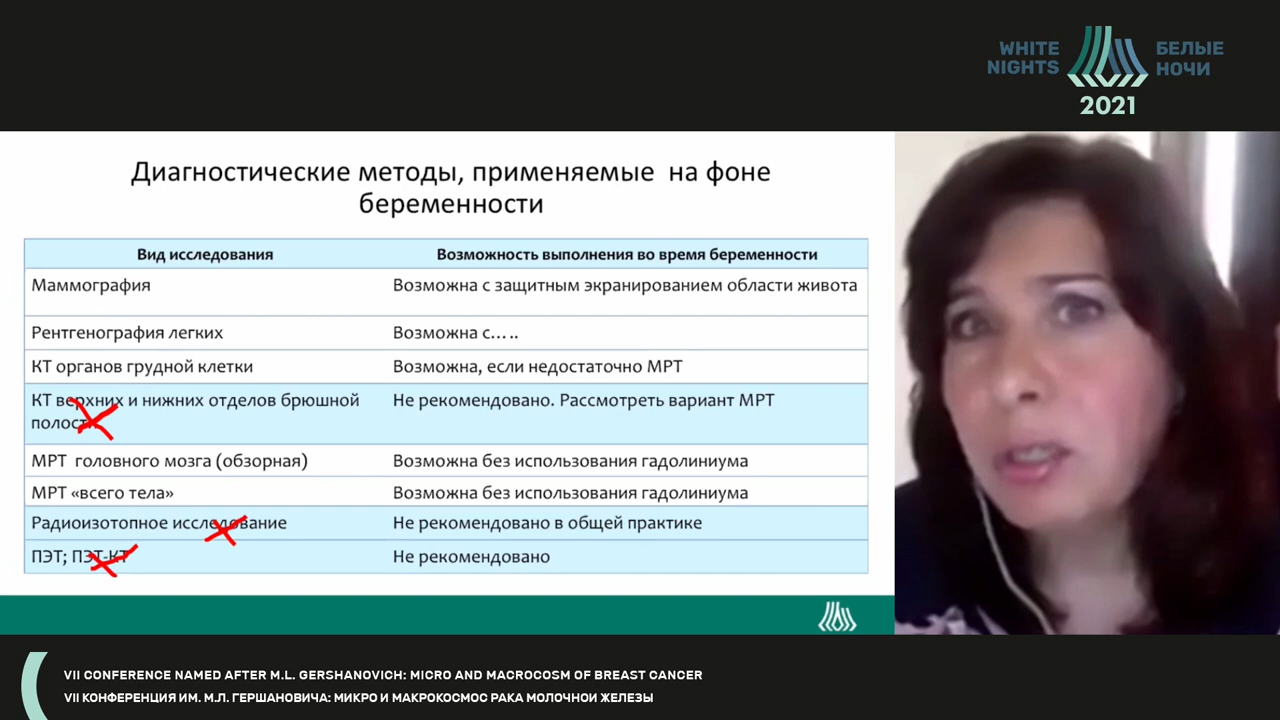 WHITE
NIGHTS
БЕЛЫЕ
НОЧИ
2021
Диагностические методы, применяемые на фоне
беременности
Вид исследования Возможность выполнения во время беременности
Маммография Возможна с защитным экранированием области живота
Рентгенография легких Возможна с.....
КТ органов грудной клетки Возможна, если недостаточно МРТ
КТ верхних и нижних отделов брюшной Не рекомендовано. Рассмотреть вариант МРТ
полости
МРТ головного мозга (обзорная) Возможна без использования гадолиниума
МРТ «всего тела» Возможна без использования гадолиниума
Радиоизотопное исследование Не рекомендовано в общей практике
ПЭТ; ПЭТ-КТ Не рекомендовано
VII CONFERENCE NAMED AFTER M.L. GERSHANOVICH: MICRO AND MACROCOSM OF BREAST CANCER
VII КОНФЕРЕНЦИЯ ИМ. М.Л. ГЕРШАНОВИЧА: МИКРО И МАКРОКОСМОС РАКА МОЛОЧНОЙ ЖЕЛЕЗЫ